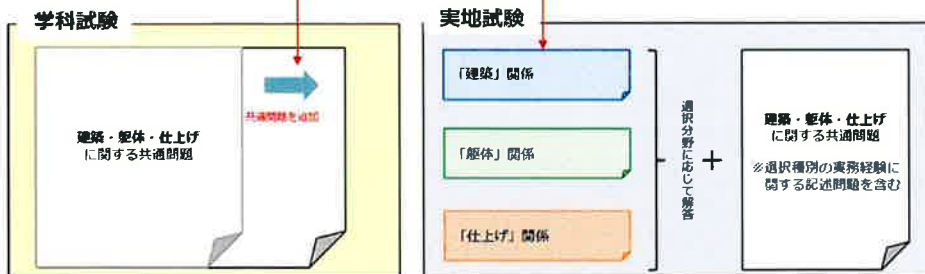 学科試験
共通問題を追加
建築・躯体・仕上げ
に関する共通問題
実地試験
「建築」関係
「躯体」関係
「仕上げ」関係
選択分野に応じて解答
+
建築・躯体・仕上げ
に関する共通問題
※選択種別の実務経験に
関する記述問題を含む